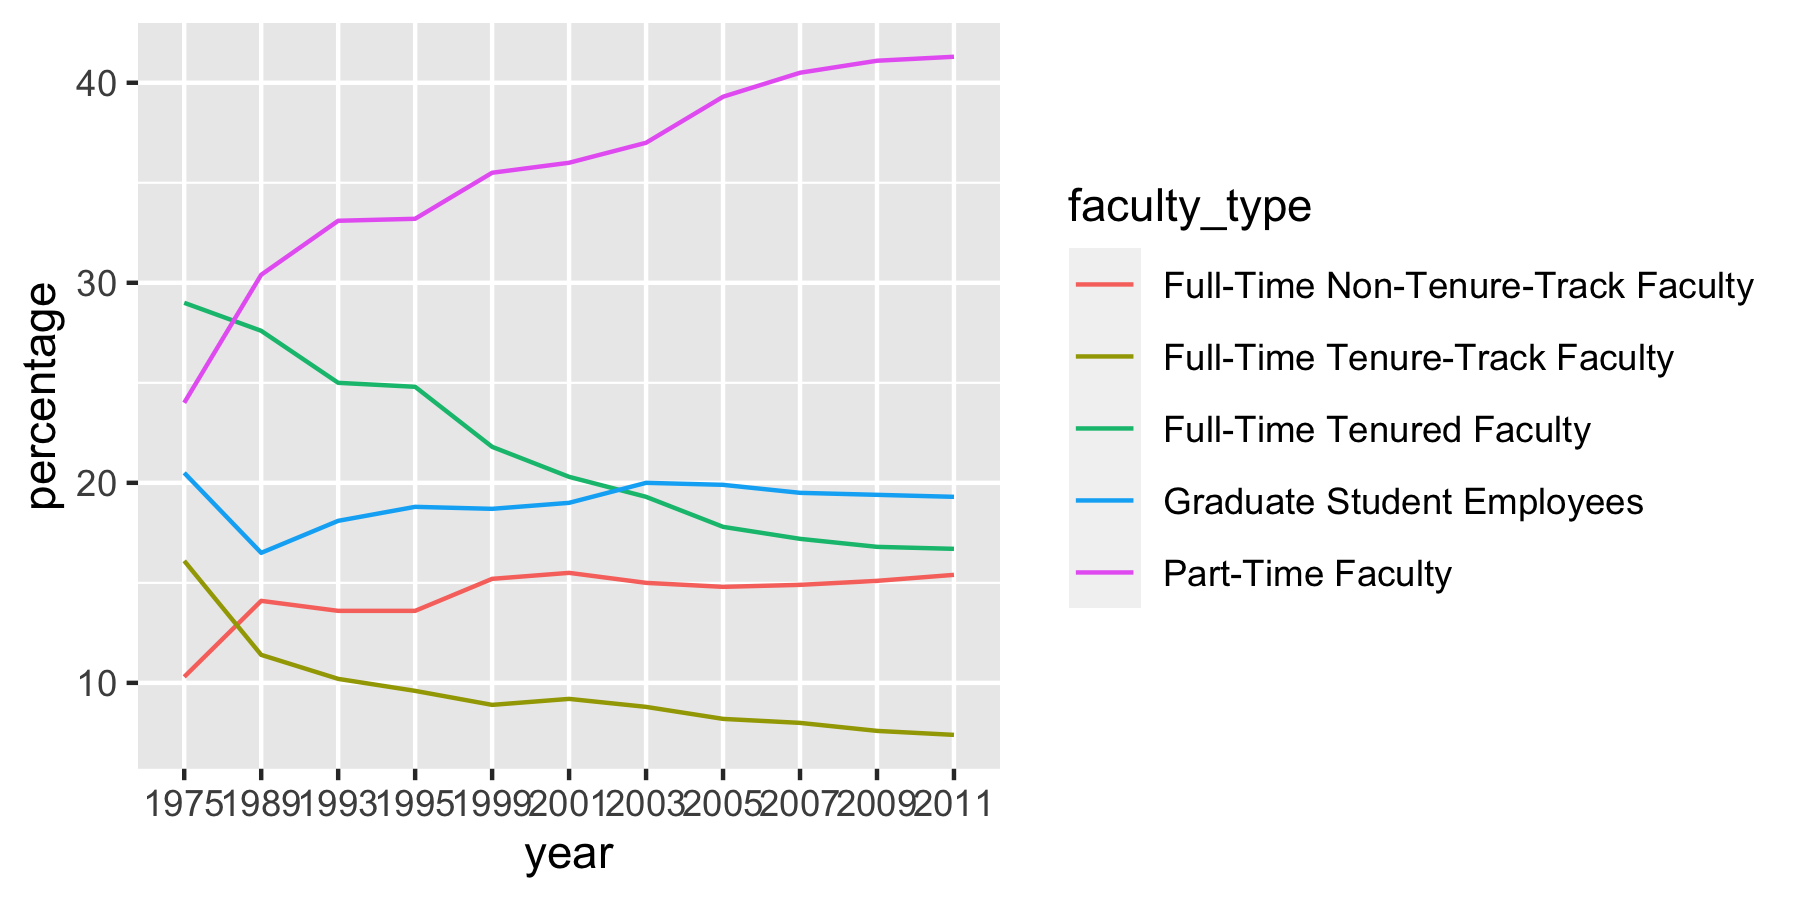 percentage
40
30
20
10
1975 1989 1993 1995 1999 2001 2003 2005 2007 2009 2011
year
faculty_type
Full-Time Non-Tenure-Track Faculty
Full-Time Tenure-Track Faculty
Full-Time Tenured Faculty
Graduate Student Employees
Part-Time Faculty